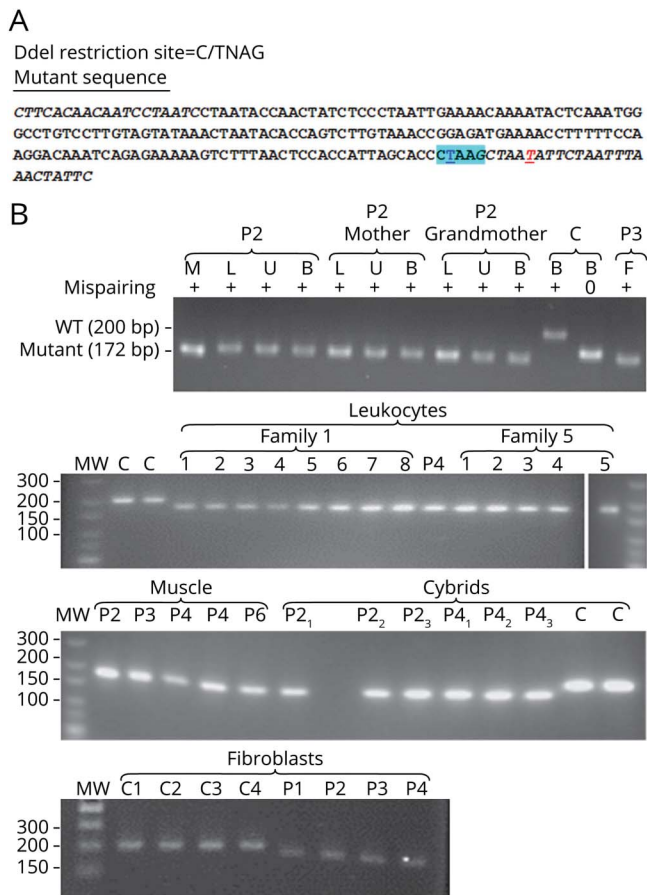 A
DdeI restriction site=C/TNAG
Mutant sequence
CTTCACAACAATCCTAATCCTAATACCAACTATCTCCCTAATTGAAAACAAAATACTCAAATGG
GCCTGTCCTTGTAGTATAAACTAATACACCAGTCTTGTAAACCGGAGATGAAAACCTTTTTCCA
AGGACAAATCAGAGAAAAAGTCTTTAACTCCACCATTAGCACCCTAAGCTAATATTCTAATTTA
AACTATTC
B
P2 P2 Mother P2 Grandmother C P3
M L U B L U B L U B B B F
Mispairing + + + + + + + + + + + 0 +
WT (200 bp) -
Mutant (172 bp) -
Leukocytes
Family 1 Family 5
MW C C 1 2 3 4 5 6 7 8 P4 1 2 3 4 5
300 -
200 -
150 -
100 -
Muscle Cybrids
MW P2 P3 P4 P4 P6 P2₁ P2₂ P2₃ P4₁ P4₂ P4₃ C C
300 -
200 -
150 -
100 -
Fibroblasts
MW C1 C2 C3 C4 P1 P2 P3 P4
300 -
200 -
150 -